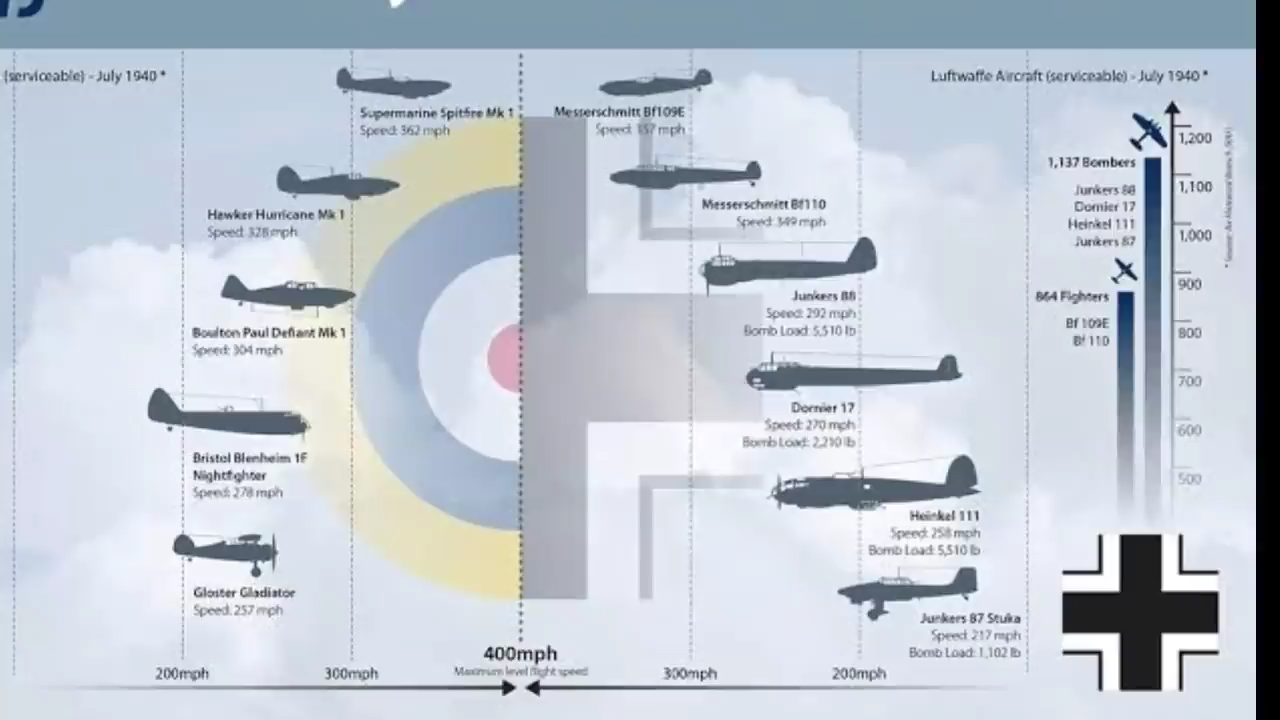 (serviceable) - July 1940 *
Luftwaffe Aircraft (serviceable) - July 1940 *
Supermarine Spitfire Mk 1
Speed: 362 mph
Hawker Hurricane Mk 1
Speed: 328 mph
Boulton Paul Defiant Mk 1
Speed: 304 mph
Bristol Blenheim 1F
Nightfighter
Speed: 278 mph
Gloster Gladiator
Speed: 257 mph
Messerschmitt Bf109E
Speed: mph
Messerschmitt Bf110
Speed: 349 mph
Junkers 88
Speed: 292 mph
Bomb Load: 5,510 lb
Dornier 17
Speed: 270 mph
Bomb Load: 2,210 lb
Heinkel 111
Speed: 258 mph
Bomb Load: 5,510 lb
Junkers 87 Stuka
Speed: 217 mph
Bomb Load: 1,102 lb
1,137 Bombers
Junkers 88
Dornier 17
Heinkel 111
Junkers 87
864 Fighters
Bf 109E
Bf 110
1,200
1,100
1,000
900
800
700
600
500
400mph
Maximum level flight speed
200mph
300mph
300mph
200mph